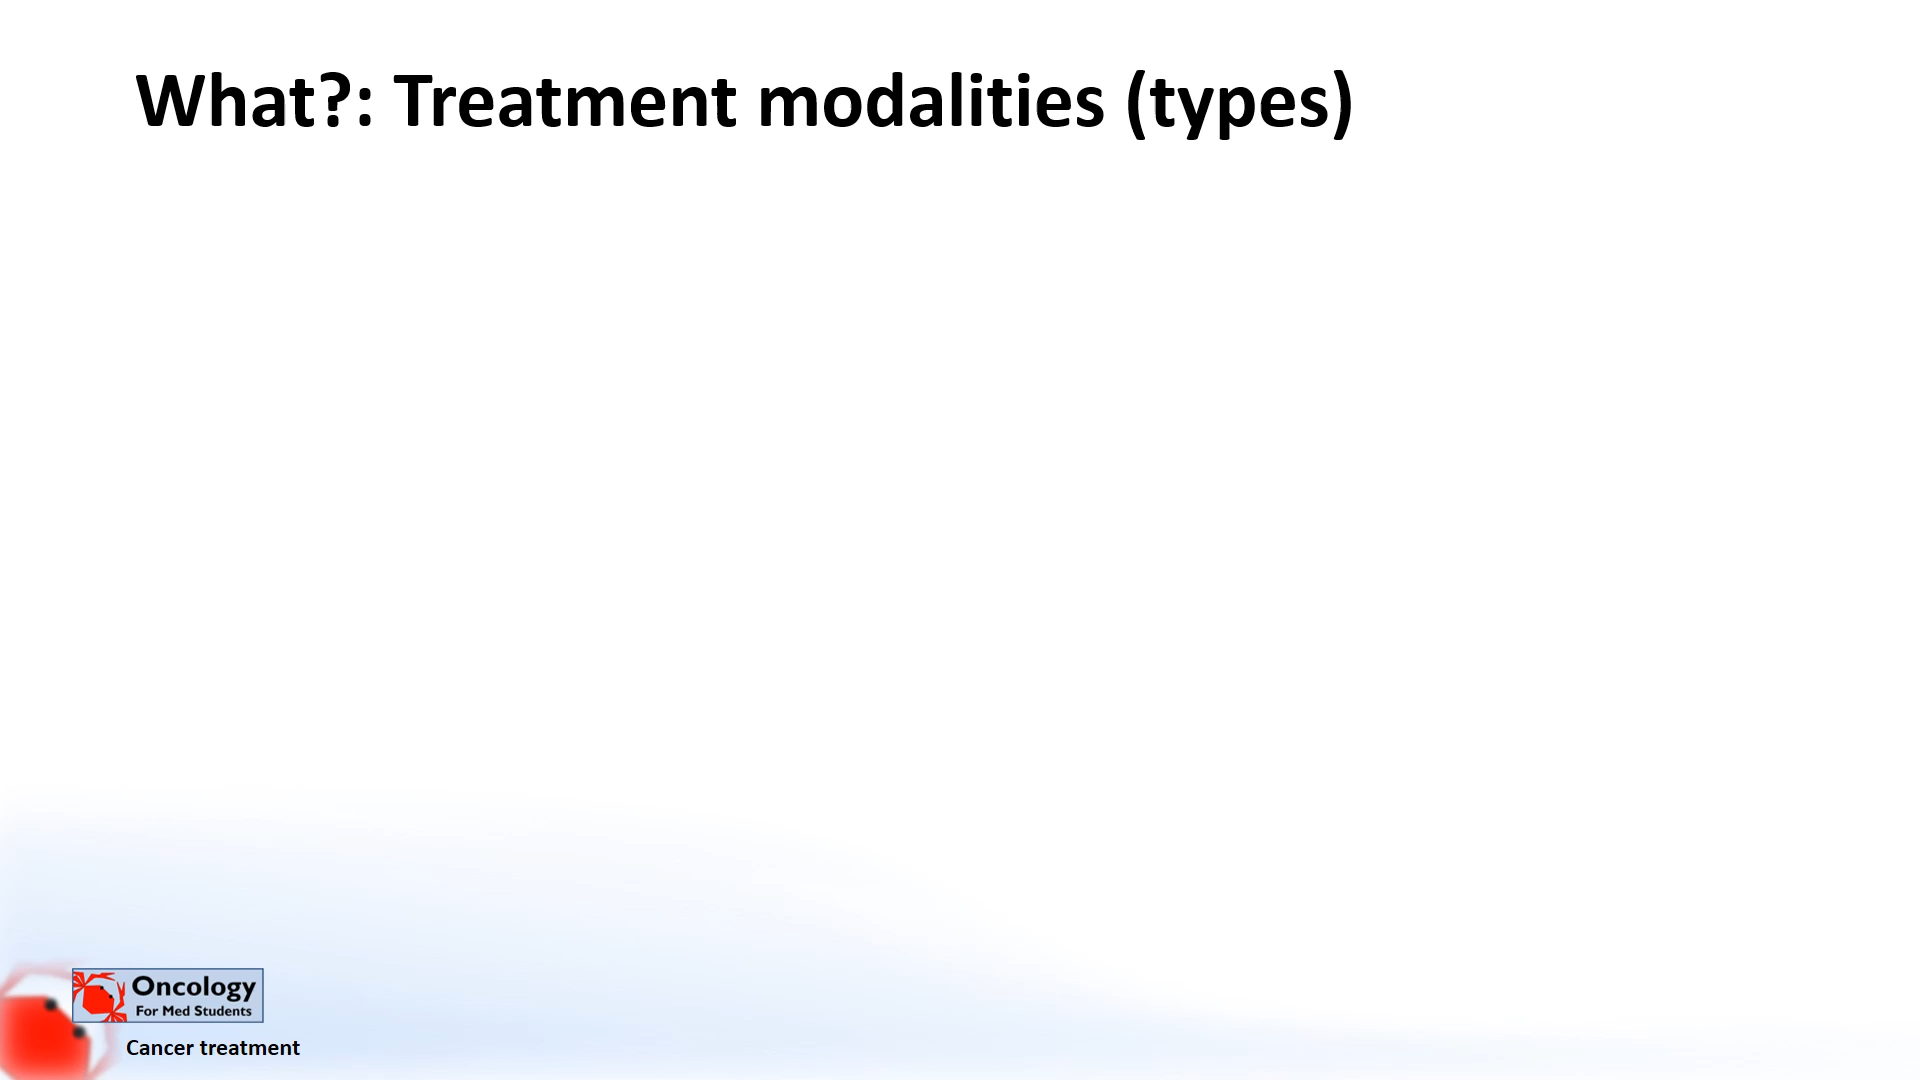 What?: Treatment modalities (types)
Oncology
For Med Students
Cancer treatment